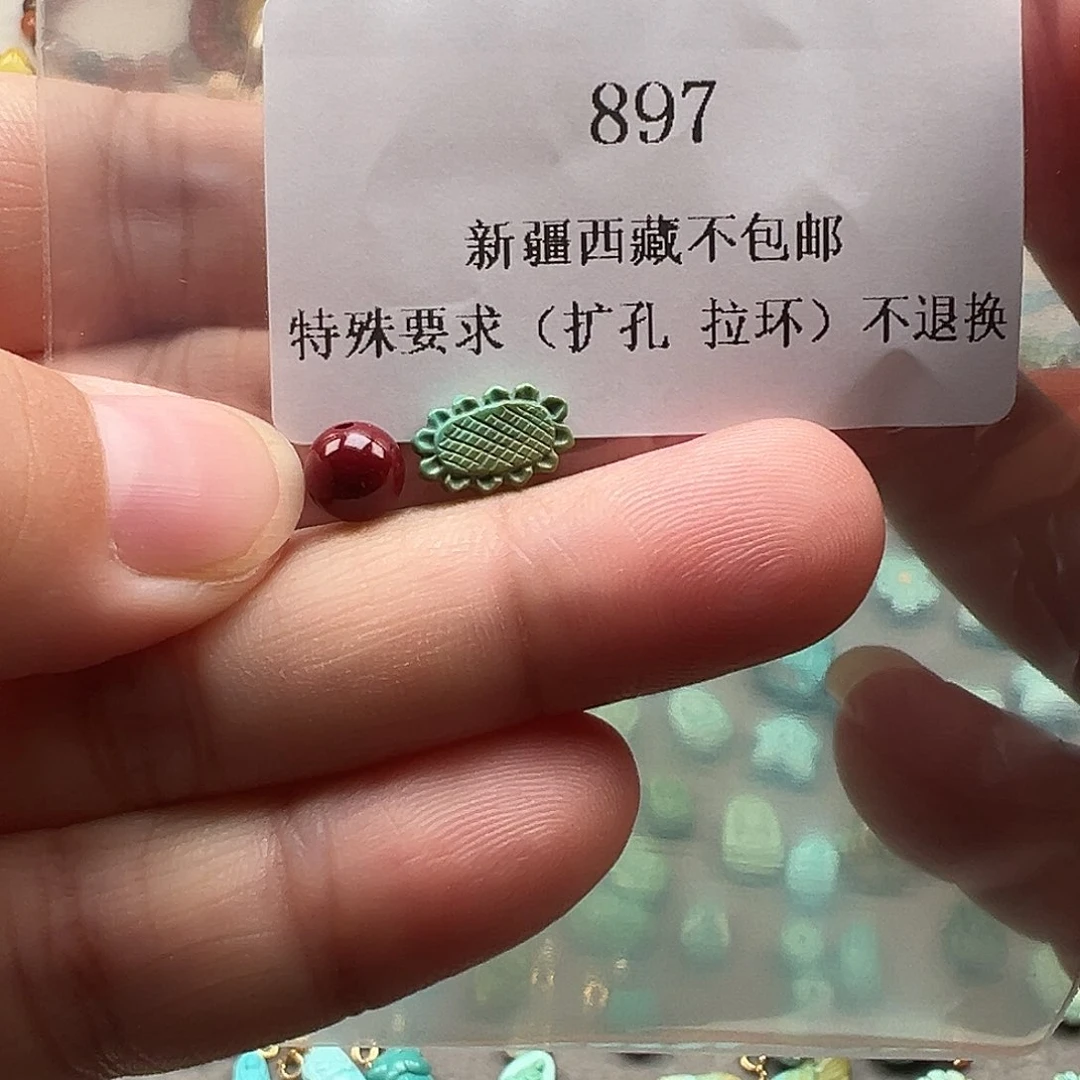 897
新疆西藏不包邮
特殊要求（扩孔 拉环）不退换